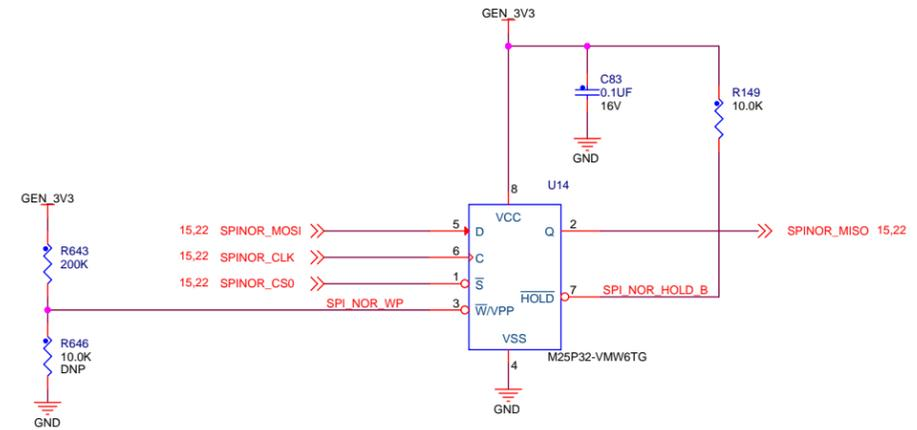 GEN_3V3
C83
0.1UF
16V
R149
10.0K
GND
U14
8
GEN_3V3
VCC
15,22 SPINOR_MOSI
5
D
Q
2
SPINOR_MISO 15,22
R643
200K
15,22 SPINOR_CLK
6
C
15,22 SPINOR_CS0
1
S
SPI_NOR_WP
3
W/VPP
HOLD
7
SPI_NOR_HOLD_B
VSS
R646
10.0K
DNP
M25P32-VMW6TG
4
GND
GND